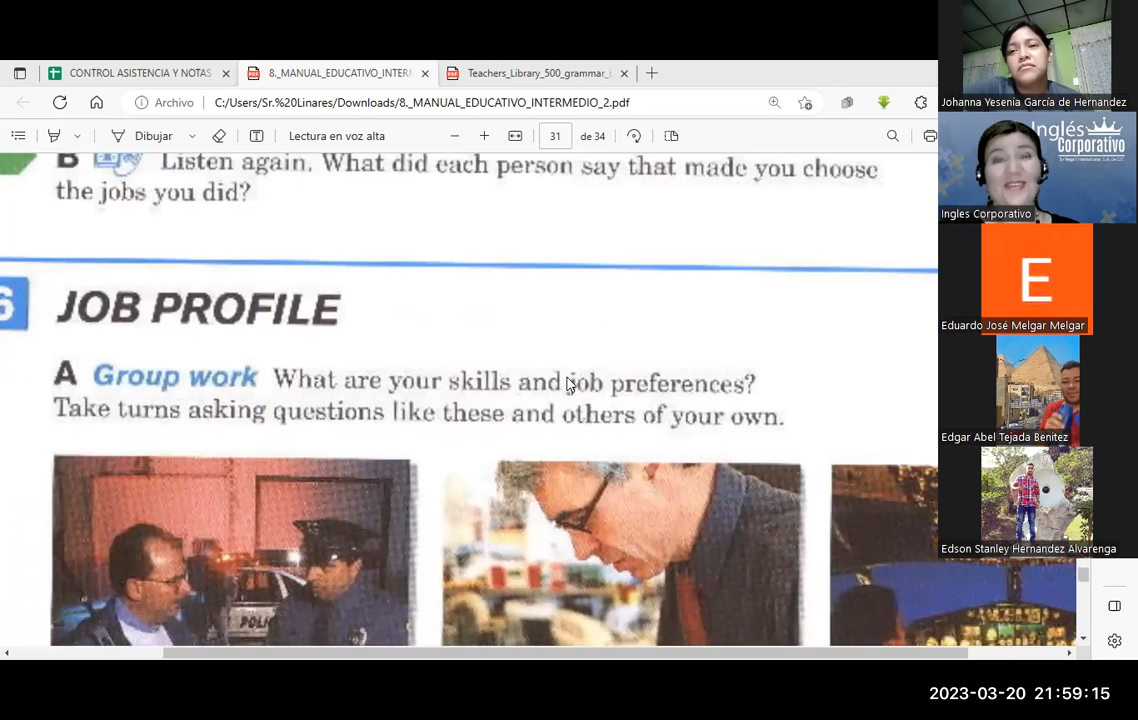 CONTROL ASISTENCIA Y NOTAS
8._MANUAL_EDUCATIVO_INTERM
Teachers_Library_500_grammar_
Archivo
C:/Users/Sr.%20Linares/Downloads/8._MANUAL_EDUCATIVO_INTERMEDIO_2.pdf
Dibujar
Lectura en voz alta
31
de 34
B Listen again. What did each person say that made you choose
the jobs you did?
6 JOB PROFILE
A Group work What are your skills and job preferences?
Take turns asking questions like these and others of your own.
POLI
Johanna Yesenia García de Hernandez
Inglés
Corporativo
Ingles Corporativo
E
Eduardo José Melgar Melgar
Edgar Abel Tejada Benitez
Edson Stanley Hernandez Alvarenga
2023-03-20 21:59:15